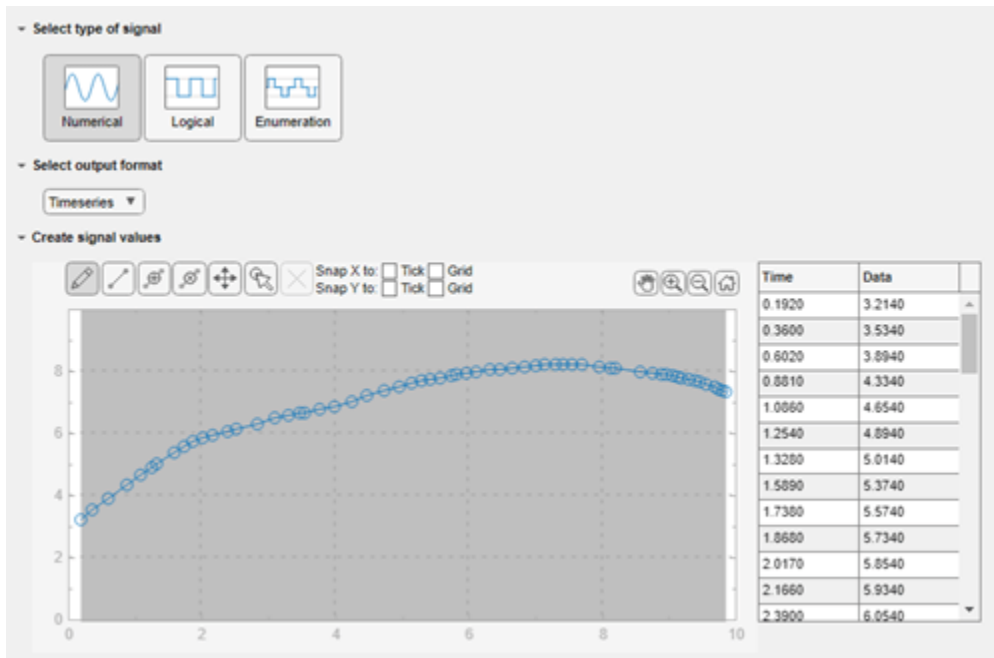 Select type of signal
Numerical Logical Enumeration
Select output format
Timeseries
Create signal values
Snap X to: Tick Grid
Snap Y to: Tick Grid
8
6
4
2
0
0 2 4 6 8 10
Time Data
0.1920 3.2140
0.3600 3.5340
0.6020 3.8940
0.8810 4.3340
1.0860 4.6540
1.2540 4.8940
1.3280 5.0140
1.5890 5.3740
1.7380 5.5740
1.8680 5.7340
2.0170 5.8540
2.1660 5.9340
2.3900 6.0540